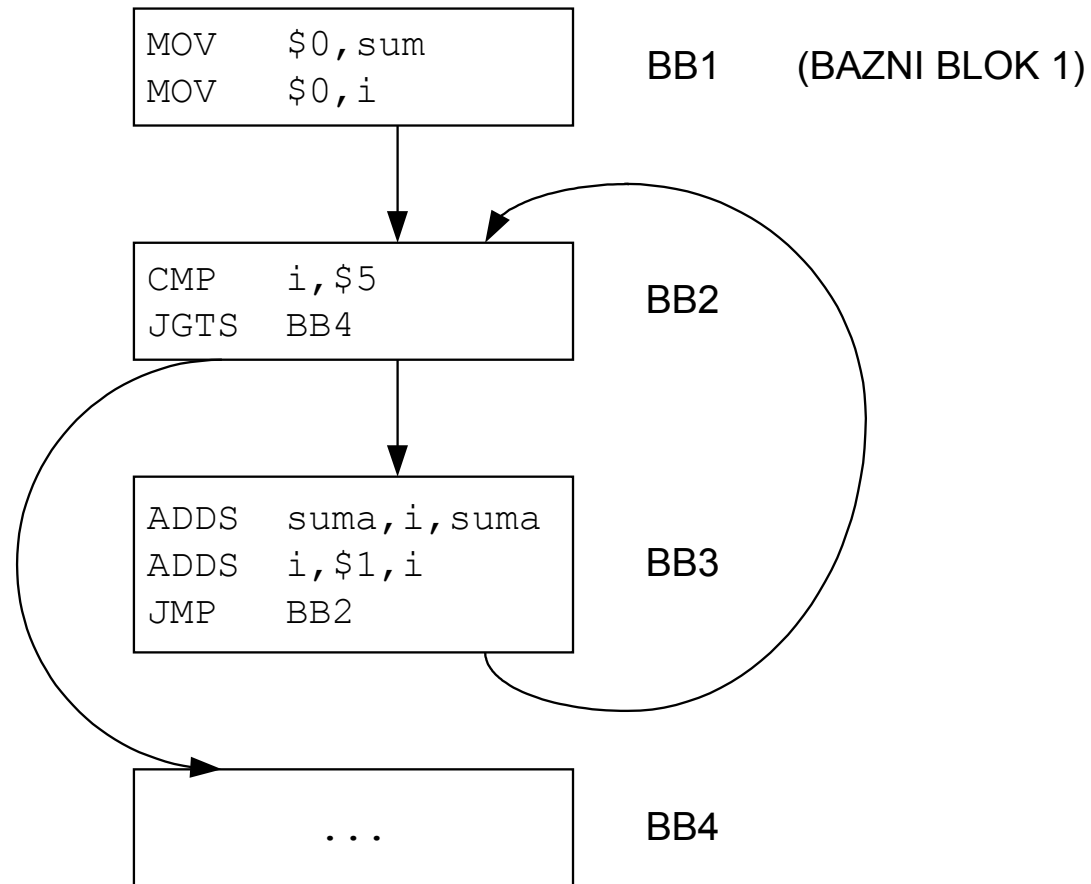 MOV $0,sum
MOV $0,i
BB1 (BAZNI BLOK 1)
CMP i,$5
JGTS BB4
BB2
ADDS suma,i,suma
ADDS i,$1,i
JMP BB2
BB3
...
BB4